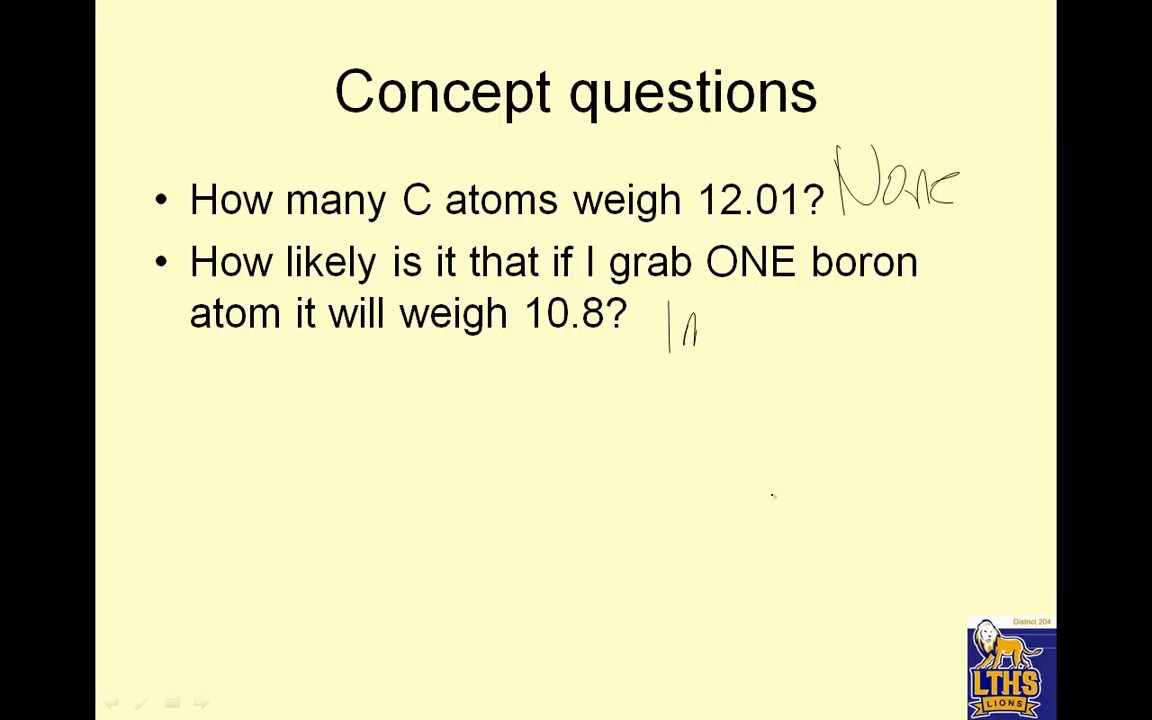 Concept questions
• How many C atoms weigh 12.01? None
• How likely is it that if I grab ONE boron
atom it will weigh 10.8?
District 204
LTHS
LIONS